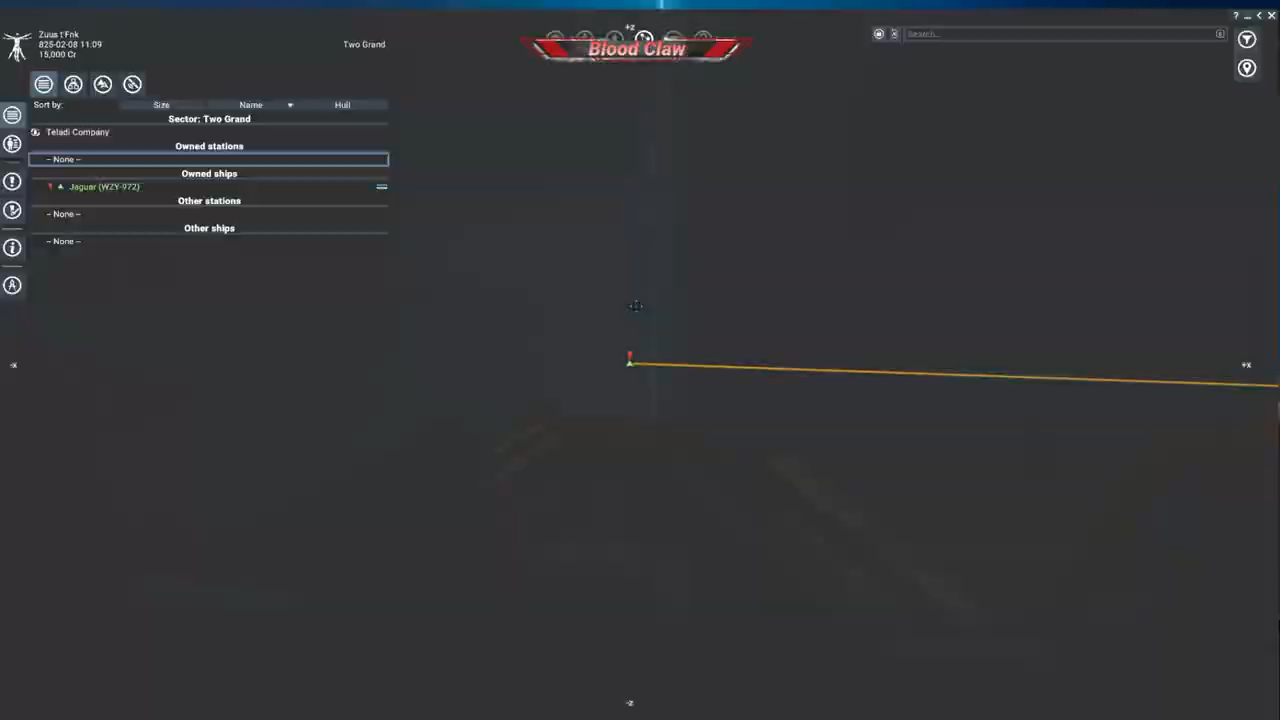 Zuus t'Fnk
825-02-08 11:09
15,000 Cr
Two Grand
+z
Blood Claw
Search...
Sort by: Size Name Hull
Sector: Two Grand
Teladi Company
Owned stations
-- None --
Owned ships
Jaguar (WZY-972)
Other stations
-- None --
Other ships
-- None --
-x
+x
-z